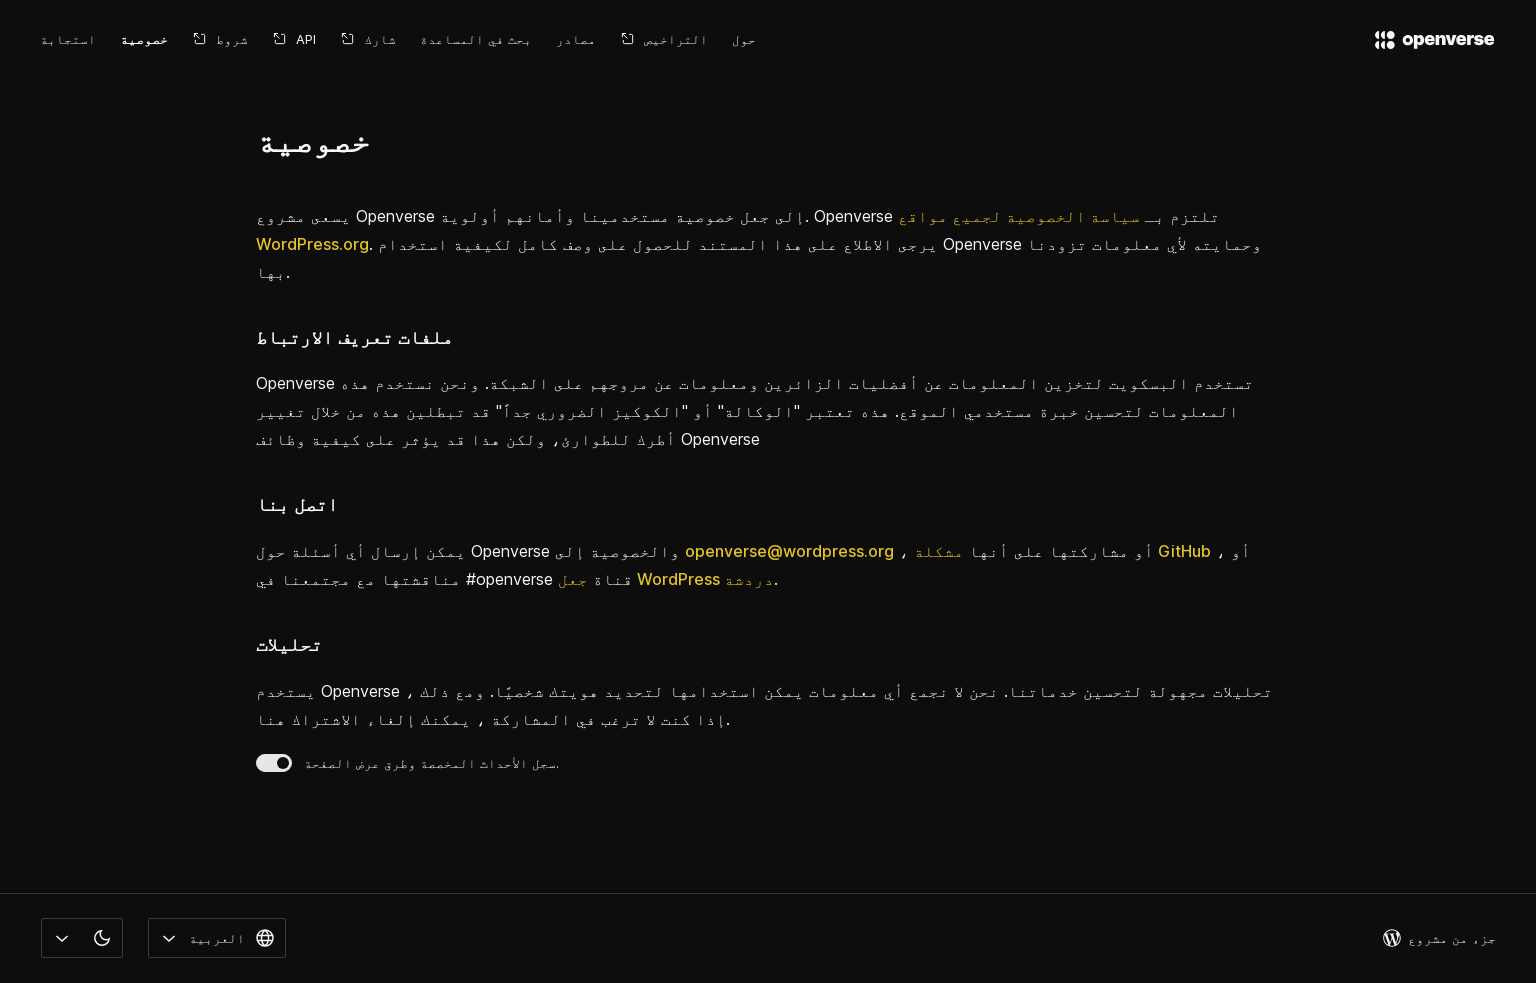 openverse
حول
التراخيص
مصادر
بحث في المساعدة
شارك
API
شروط
خصوصية
استجابة
خصوصية
يسعى مشروع Openverse إلى جعل خصوصية مستخدمينا وأمانهم أولوية. Openverse تلتزم بـ سياسة الخصوصية لجميع مواقع
WordPress.org. يرجى الاطلاع على هذا المستند للحصول على وصف كامل لكيفية استخدام Openverse وحمايته لأي معلومات تزودنا
بها.
ملفات تعريف الارتباط
Openverse تستخدم البسكويت لتخزين المعلومات عن أفضليات الزائرين ومعلومات عن مروجهم على الشبكة. ونحن نستخدم هذه
المعلومات لتحسين خبرة مستخدمي الموقع. هذه تعتبر "الوكالة" أو "الكوكيز الضروري جداً" قد تبطلين هذه من خلال تغيير
أطرك للطوارئ، ولكن هذا قد يؤثر على كيفية وظائف Openverse
اتصل بنا
يمكن إرسال أي أسئلة حول Openverse والخصوصية إلى openverse@wordpress.org ، أو مشاركتها على أنها مشكلة GitHub ، أو
مناقشتها مع مجتمعنا في #openverse قناة جعل WordPress دردشة.
تحليلات
يستخدم Openverse تحليلات مجهولة لتحسين خدماتنا. نحن لا نجمع أي معلومات يمكن استخدامها لتحديد هويتك شخصيًا. ومع ذلك ،
إذا كنت لا ترغب في المشاركة ، يمكنك إلغاء الاشتراك هنا.
سجل الأحداث المخصصة وطرق عرض الصفحة.
جزء من مشروع
العربية